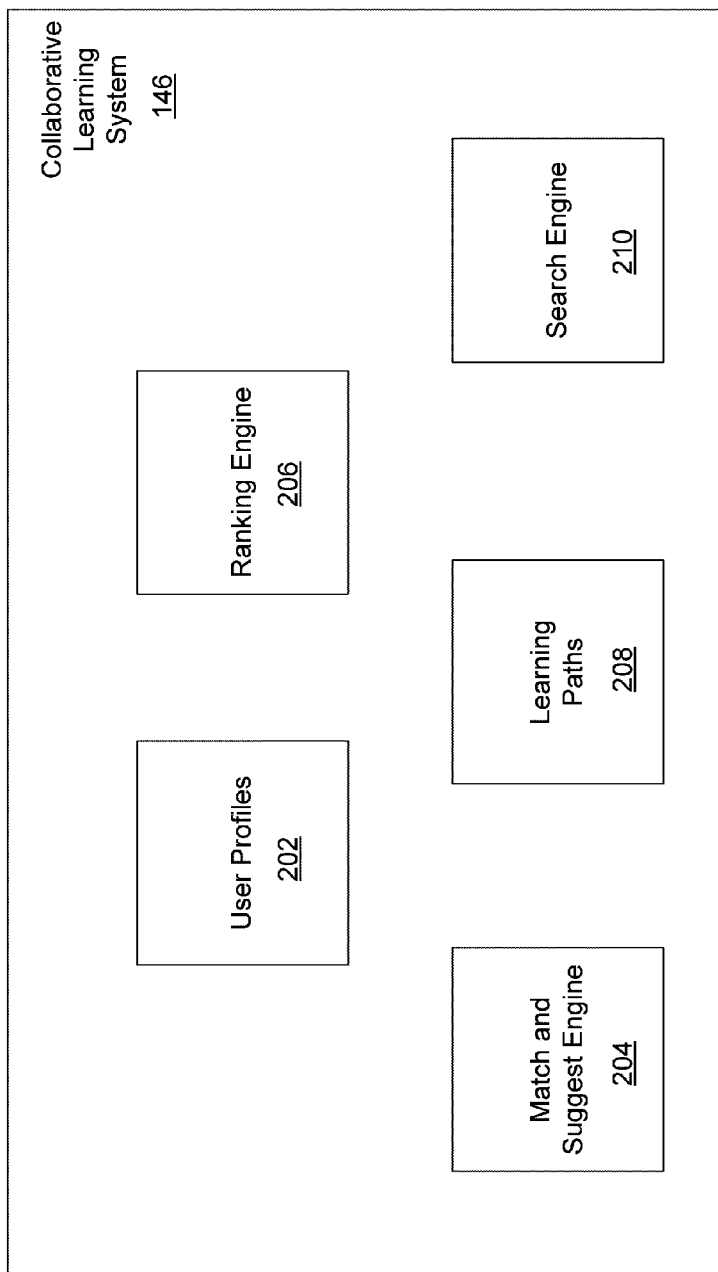 Collaborative
Learning
System
146
User Profiles
202
Ranking Engine
206
Match and
Suggest Engine
204
Learning
Paths
208
Search Engine
210